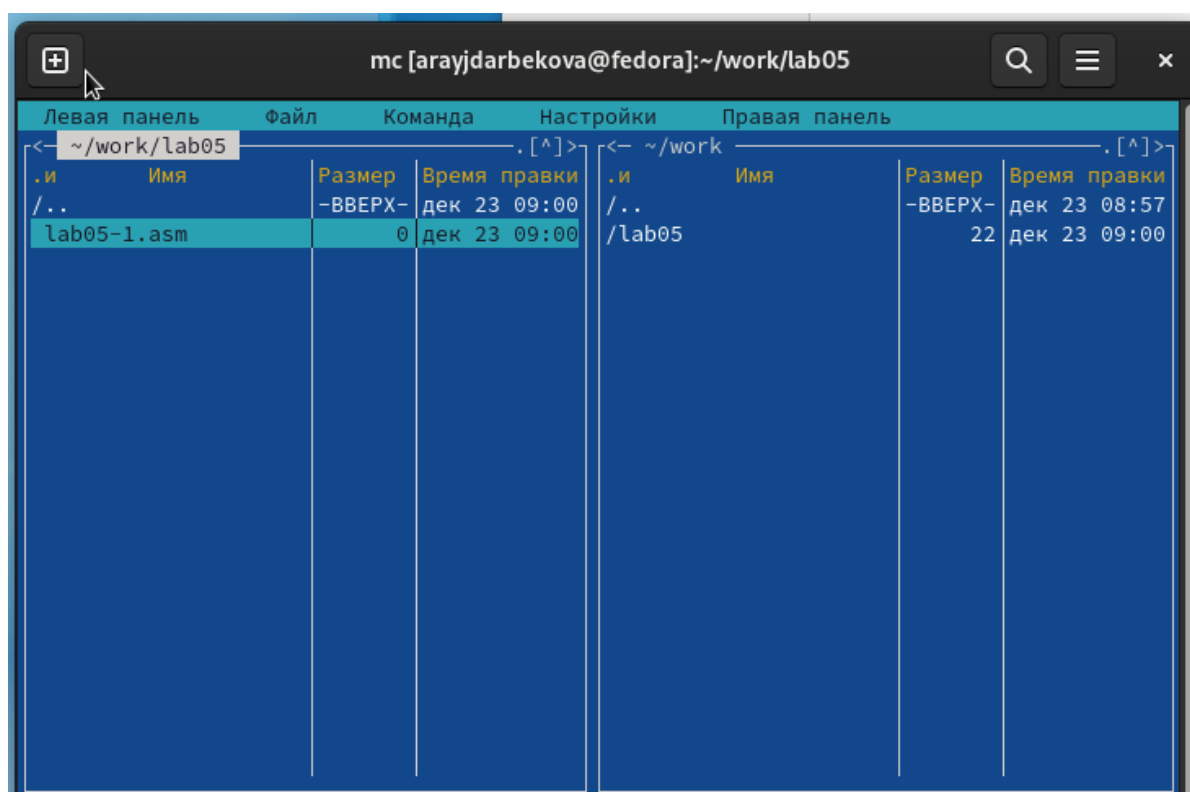 mc [arayjdarbekova@fedora]:~/work/lab05
Левая панель Файл Команда Настройки Правая панель
<— ~/work/lab05 .[^]> <— ~/work .[^]>
.и Имя Размер Время правки .и Имя Размер Время правки
/.. -ВВЕРХ- дек 23 09:00 /.. -ВВЕРХ- дек 23 08:57
lab05-1.asm 0 дек 23 09:00 /lab05 22 дек 23 09:00